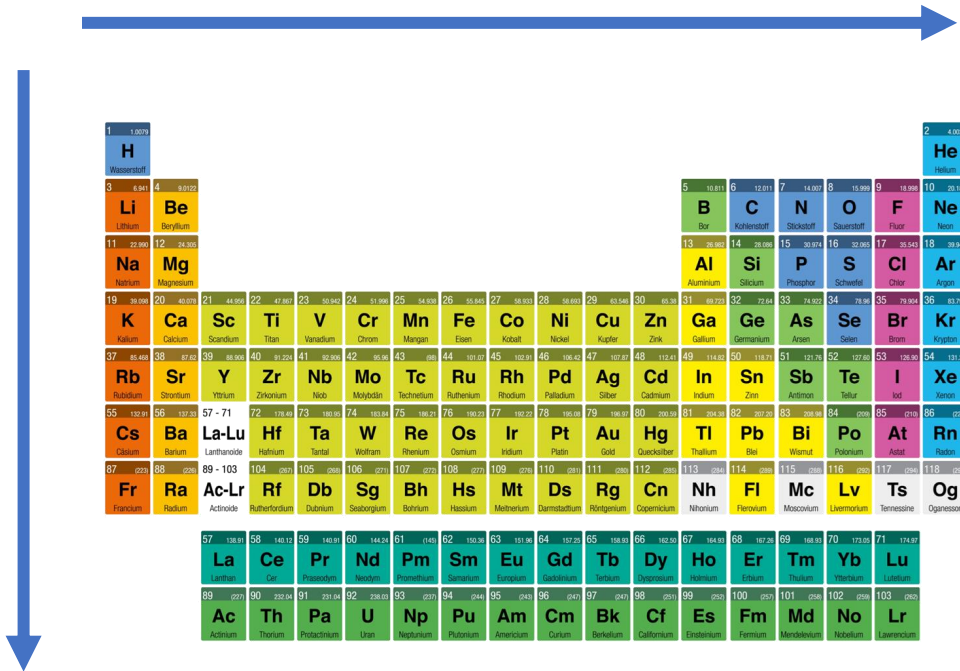 1 1.0079 2 4.00
H He
Wasserstoff Helium
3 6.941 4 9.0122 5 10.811 6 12.011 7 14.007 8 15.999 9 18.998 10 20.1
Li Be B C N O F Ne
Lithium Beryllium Bor Kohlenstoff Stickstoff Sauerstoff Fluor Neon
11 22.990 12 24.305 13 26.982 14 28.086 15 30.974 16 32.065 17 35.543 18 39.9
Na Mg Al Si P S Cl Ar
Natrium Magnesium Aluminium Silicium Phosphor Schwefel Chlor Argon
19 39.098 20 40.078 21 44.956 22 47.867 23 50.942 24 51.996 25 54.938 26 55.845 27 58.933 28 58.693 29 63.546 30 65.38 31 69.723 32 72.64 33 74.922 34 78.96 35 79.904 36 83.7
K Ca Sc Ti V Cr Mn Fe Co Ni Cu Zn Ga Ge As Se Br Kr
Kalium Calcium Scandium Titan Vanadium Chrom Mangan Eisen Kobalt Nickel Kupfer Zink Gallium Germanium Arsen Selen Brom Krypton
37 85.468 38 87.62 39 88.906 40 91.224 41 92.906 42 95.96 43 (98) 44 101.07 45 102.91 46 106.42 47 107.87 48 112.41 49 114.82 50 118.71 51 121.76 52 127.60 53 126.90 54 131.
Rb Sr Y Zr Nb Mo Tc Ru Rh Pd Ag Cd In Sn Sb Te I Xe
Rubidium Strontium Yttrium Zirkonium Niob Molybdän Technetium Ruthenium Rhodium Palladium Silber Cadmium Indium Zinn Antimon Tellur Iod Xenon
55 132.91 56 137.33 57 - 71 72 178.49 73 180.95 74 183.84 75 186.21 76 190.23 77 192.22 78 195.08 79 196.97 80 200.59 81 204.38 82 207.20 83 208.98 84 (209) 85 (210) 86 (22
Cs Ba La-Lu Hf Ta W Re Os Ir Pt Au Hg Tl Pb Bi Po At Rn
Cäsium Barium Lanthanoide Hafnium Tantal Wolfram Rhenium Osmium Iridium Platin Gold Quecksilber Thallium Blei Wismut Polonium Astat Radon
87 (223) 88 (226) 89 - 103 104 (267) 105 (268) 106 (271) 107 (272) 108 (277) 109 (276) 110 (281) 111 (280) 112 (285) 113 (284) 114 (289) 115 (288) 116 (292) 117 (294) 118
Fr Ra Ac-Lr Rf Db Sg Bh Hs Mt Ds Rg Cn Nh Fl Mc Lv Ts Og
Francium Radium Actinoide Rutherfordium Dubnium Seaborgium Bohrium Hassium Meitnerium Darmstadtium Röntgenium Copernicium Nihonium Flerovium Moscovium Livermorium Tennessine Oganesson
57 138.91 58 140.12 59 140.91 60 144.24 61 (145) 62 150.36 63 151.96 64 157.25 65 158.93 66 162.50 67 164.93 68 167.26 69 168.93 70 173.05 71 174.97
La Ce Pr Nd Pm Sm Eu Gd Tb Dy Ho Er Tm Yb Lu
Lanthan Cer Praseodym Neodym Promethium Samarium Europium Gadolinium Terbium Dysprosium Holmium Erbium Thulium Ytterbium Lutetium
89 (227) 90 232.04 91 231.04 92 238.03 93 (237) 94 (244) 95 (243) 96 (247) 97 (247) 98 (251) 99 (252) 100 (257) 101 (258) 102 (259) 103 (262)
Ac Th Pa U Np Pu Am Cm Bk Cf Es Fm Md No Lr
Actinium Thorium Protactinium Uran Neptunium Plutonium Americium Curium Berkelium Californium Einsteinium Fermium Mendelevium Nobelium Lawrencium